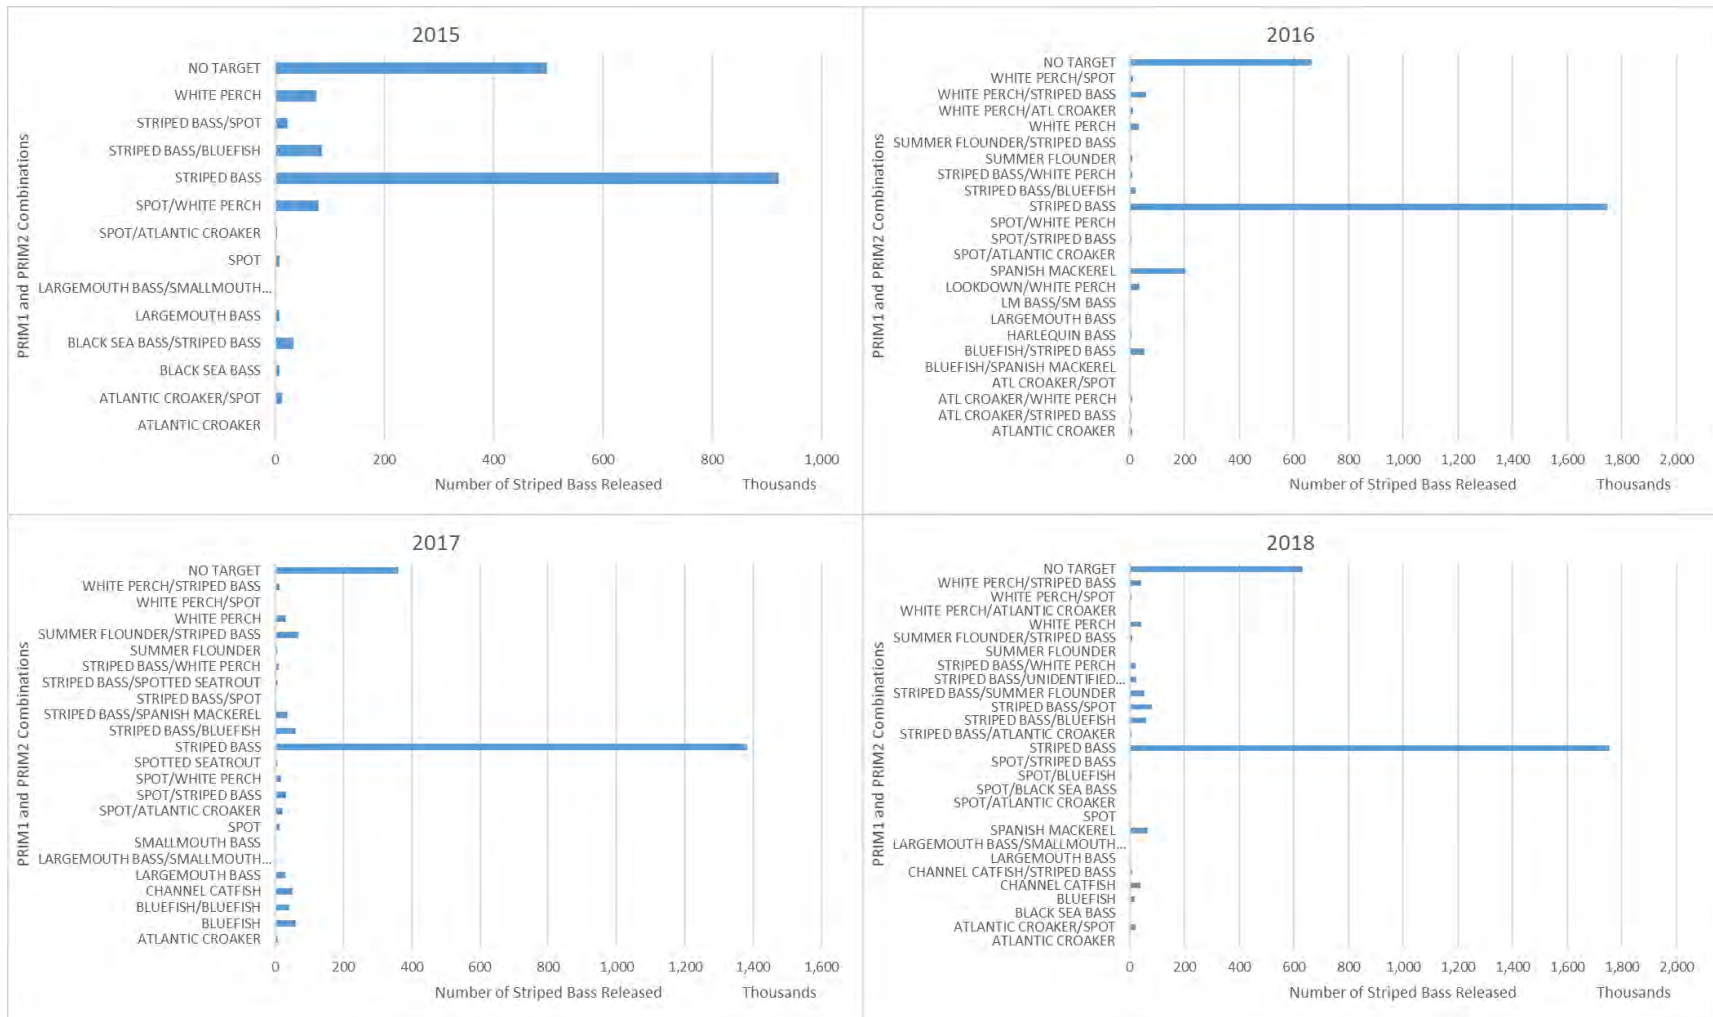 2015
PRIM1 and PRIM2 Combinations
NO TARGET
WHITE PERCH
STRIPED BASS/SPOT
STRIPED BASS/BLUEFISH
STRIPED BASS
SPOT/WHITE PERCH
SPOT/ATLANTIC CROAKER
SPOT
LARGEMOUTH BASS/SMALLMOUTH...
LARGEMOUTH BASS
BLACK SEA BASS/STRIPED BASS
BLACK SEA BASS
ATLANTIC CROAKER/SPOT
ATLANTIC CROAKER
0 200 400 600 800 1,000
Number of Striped Bass Released Thousands
2016
PRIM1 and PRIM2 Combinations
NO TARGET
WHITE PERCH/SPOT
WHITE PERCH/STRIPED BASS
WHITE PERCH/ATL CROAKER
WHITE PERCH
SUMMER FLOUNDER/STRIPED BASS
SUMMER FLOUNDER
STRIPED BASS/WHITE PERCH
STRIPED BASS/BLUEFISH
STRIPED BASS
SPOT/WHITE PERCH
SPOT/STRIPED BASS
SPOT/ATLANTIC CROAKER
SPANISH MACKEREL
LOOKDOWN/WHITE PERCH
LM BASS/SM BASS
LARGEMOUTH BASS
HARLEQUIN BASS
BLUEFISH/STRIPED BASS
BLUEFISH/SPANISH MACKEREL
ATL CROAKER/SPOT
ATL CROAKER/WHITE PERCH
ATL CROAKER/STRIPED BASS
ATLANTIC CROAKER
0 200 400 600 800 1,000 1,200 1,400 1,600 1,800 2,000
Number of Striped Bass Released Thousands
2017
PRIM1 and PRIM2 Combinations
NO TARGET
WHITE PERCH/STRIPED BASS
WHITE PERCH/SPOT
WHITE PERCH
SUMMER FLOUNDER/STRIPED BASS
SUMMER FLOUNDER
STRIPED BASS/WHITE PERCH
STRIPED BASS/SPOTTED SEATROUT
STRIPED BASS/SPOT
STRIPED BASS/SPANISH MACKEREL
STRIPED BASS/BLUEFISH
STRIPED BASS
SPOTTED SEATROUT
SPOT/WHITE PERCH
SPOT/STRIPED BASS
SPOT/ATLANTIC CROAKER
SPOT
SMALLMOUTH BASS
LARGEMOUTH BASS/SMALLMOUTH...
LARGEMOUTH BASS
CHANNEL CATFISH
BLUEFISH/BLUEFISH
BLUEFISH
ATLANTIC CROAKER
0 200 400 600 800 1,000 1,200 1,400 1,600
Number of Striped Bass Released Thousands
2018
PRIM1 and PRIM2 Combinations
NO TARGET
WHITE PERCH/STRIPED BASS
WHITE PERCH/SPOT
WHITE PERCH/ATLANTIC CROAKER
WHITE PERCH
SUMMER FLOUNDER/STRIPED BASS
SUMMER FLOUNDER
STRIPED BASS/WHITE PERCH
STRIPED BASS/UNIDENTIFIED...
STRIPED BASS/SUMMER FLOUNDER
STRIPED BASS/SPOT
STRIPED BASS/BLUEFISH
STRIPED BASS/ATLANTIC CROAKER
STRIPED BASS
SPOT/STRIPED BASS
SPOT/BLUEFISH
SPOT/BLACK SEA BASS
SPOT/ATLANTIC CROAKER
SPOT
SPANISH MACKEREL
LARGEMOUTH BASS/SMALLMOUTH...
LARGEMOUTH BASS
CHANNEL CATFISH/STRIPED BASS
CHANNEL CATFISH
BLUEFISH
BLACK SEA BASS
ATLANTIC CROAKER/SPOT
ATLANTIC CROAKER
0 200 400 600 800 1,000 1,200 1,400 1,600 1,800 2,000
Number of Striped Bass Released Thousands